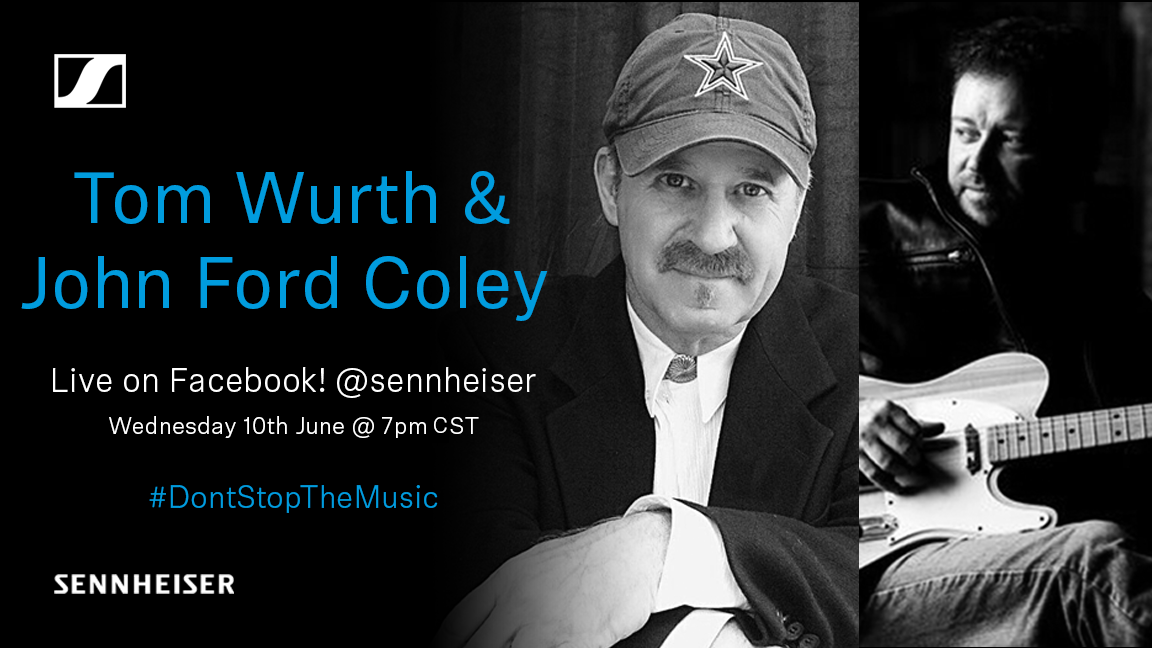 Tom Wurth &
John Ford Coley
Live on Facebook! @sennheiser
Wednesday 10th June @ 7pm CST
#DontStopTheMusic
SENNHEISER